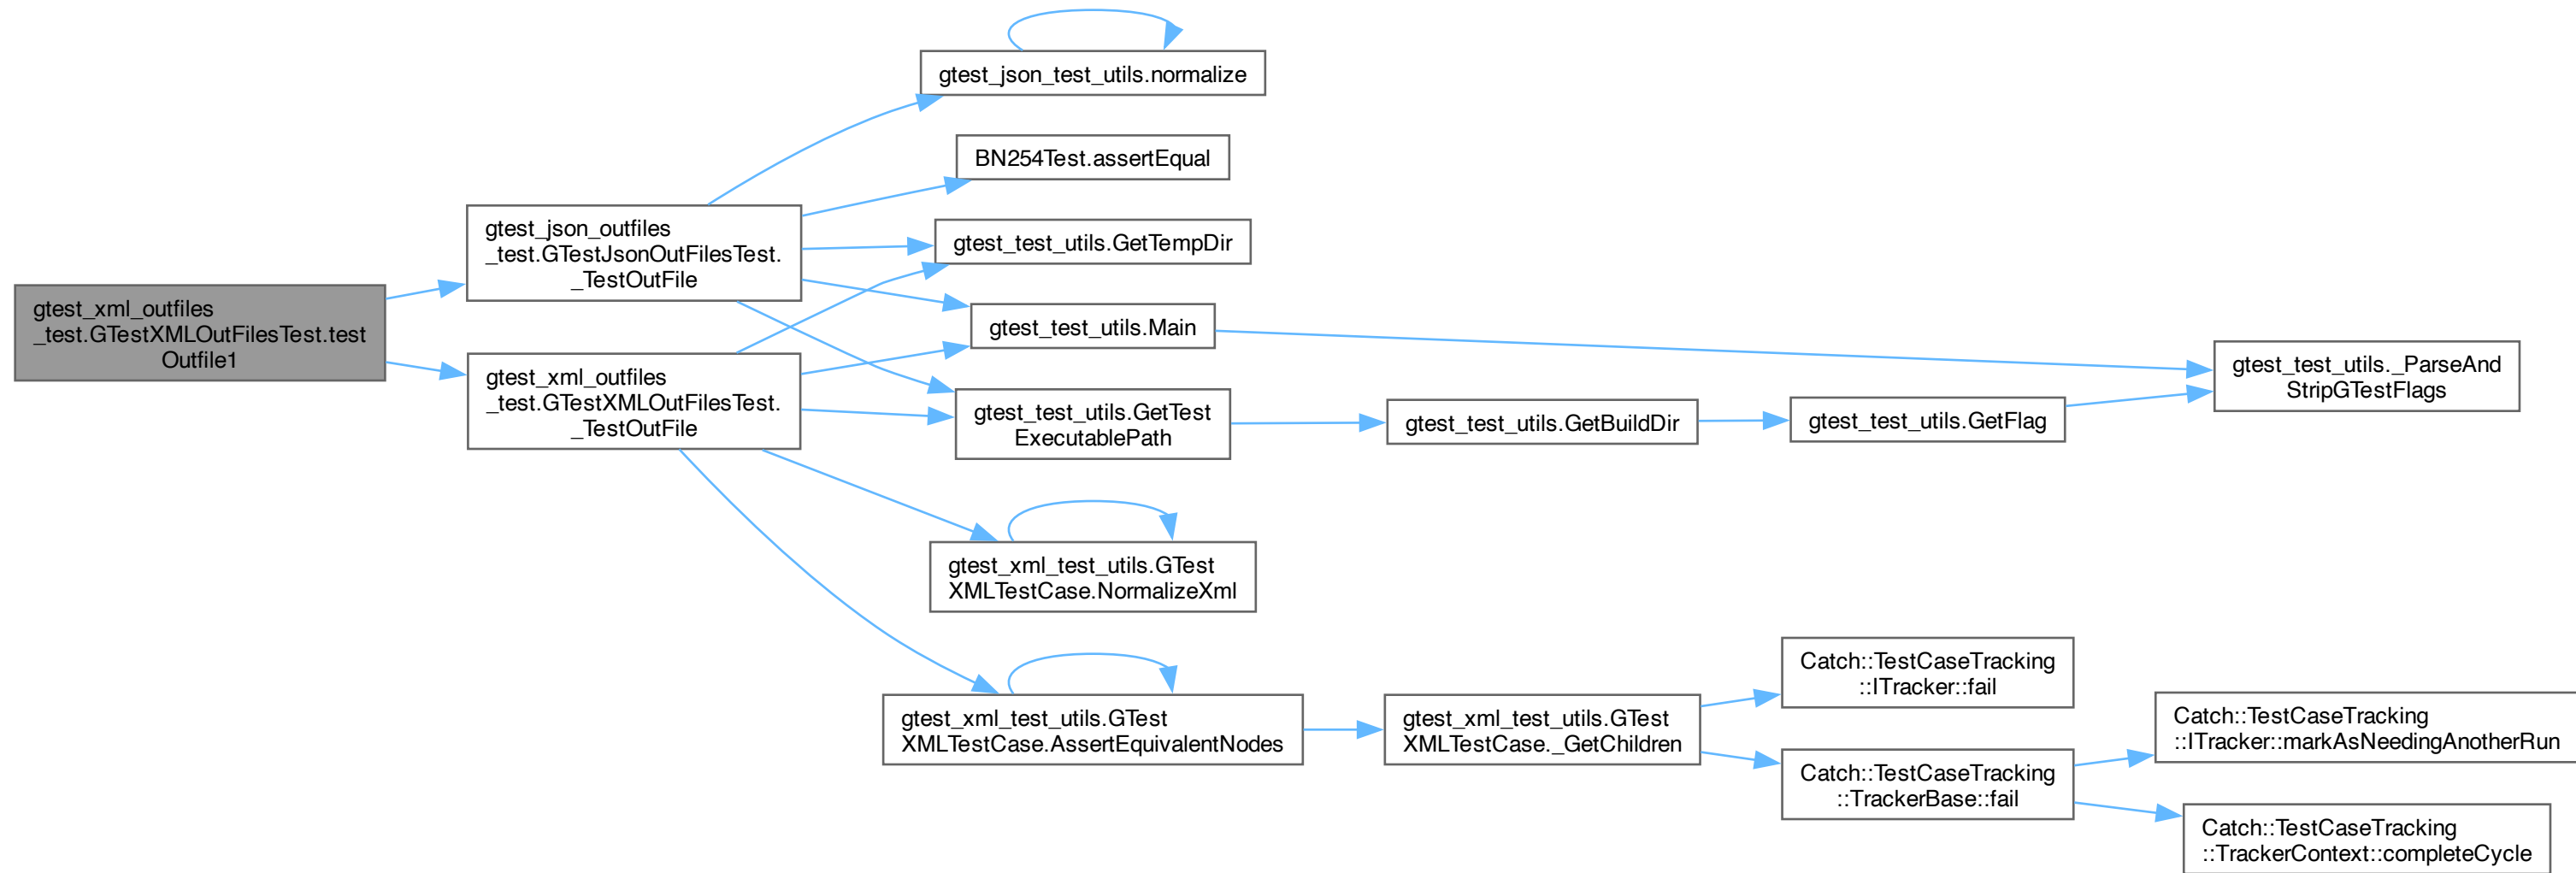 gtest_xml_outfiles
_test.GTestXMLOutFilesTest.test
Outfile1
gtest_json_outfiles
_test.GTestJsonOutFilesTest.
_TestOutFile
gtest_xml_outfiles
_test.GTestXMLOutFilesTest.
_TestOutFile
gtest_json_test_utils.normalize
BN254Test.assertEqual
gtest_test_utils.GetTempDir
gtest_test_utils.Main
gtest_test_utils.GetTest
ExecutablePath
gtest_xml_test_utils.GTest
XMLTestCase.NormalizeXml
gtest_xml_test_utils.GTest
XMLTestCase.AssertEquivalentNodes
gtest_test_utils.GetBuildDir
gtest_xml_test_utils.GTest
XMLTestCase._GetChildren
gtest_test_utils.GetFlag
Catch::TestCaseTracking
::ITracker::fail
Catch::TestCaseTracking
::TrackerBase::fail
gtest_test_utils._ParseAnd
StripGTestFlags
Catch::TestCaseTracking
::ITracker::markAsNeedingAnotherRun
Catch::TestCaseTracking
::TrackerContext::completeCycle